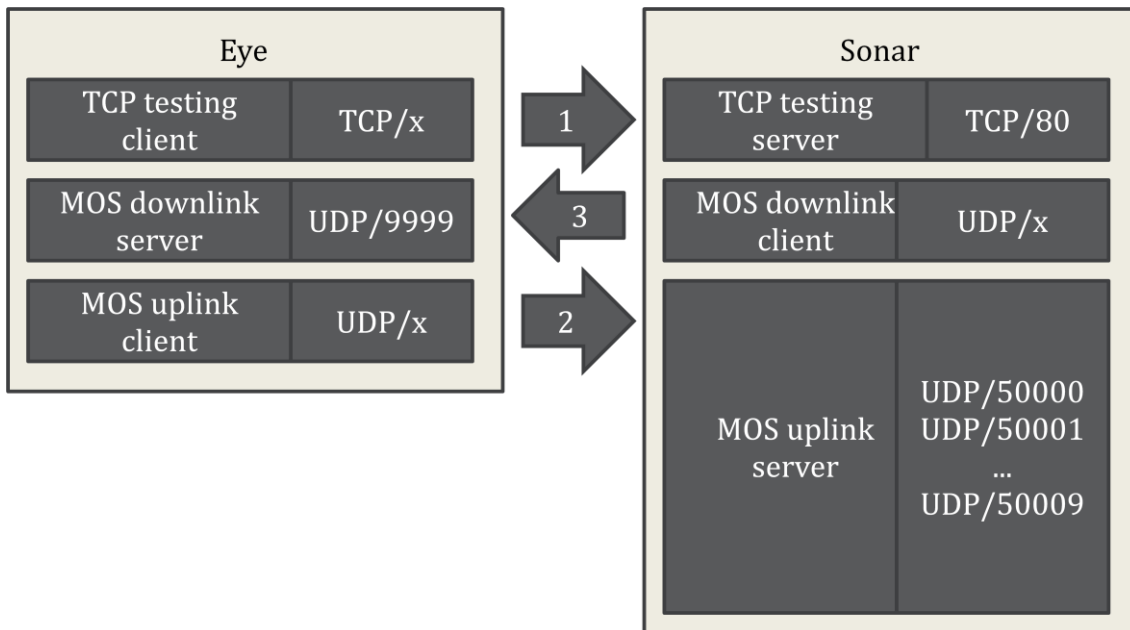 Eye
TCP testing
client
TCP/x
MOS downlink
server
UDP/9999
MOS uplink
client
UDP/x
1
3
2
Sonar
TCP testing
server
TCP/80
MOS downlink
client
UDP/x
MOS uplink
server
UDP/50000
UDP/50001
...
UDP/50009